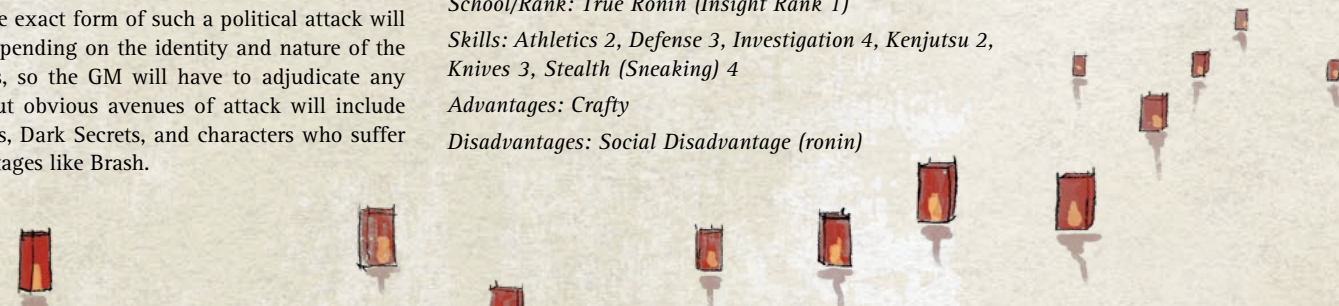 e exact form of such a political attack will
pending on the identity and nature of the
s, so the GM will have to adjudicate any
ut obvious avenues of attack will include
s, Dark Secrets, and characters who suffer
tages like Brash.
School/Rank: True Ronin (Insight Rank 1)
Skills: Athletics 2, Defense 3, Investigation 4, Kenjutsu 2,
Knives 3, Stealth (Sneaking) 4
Advantages: Crafty
Disadvantages: Social Disadvantage (ronin)